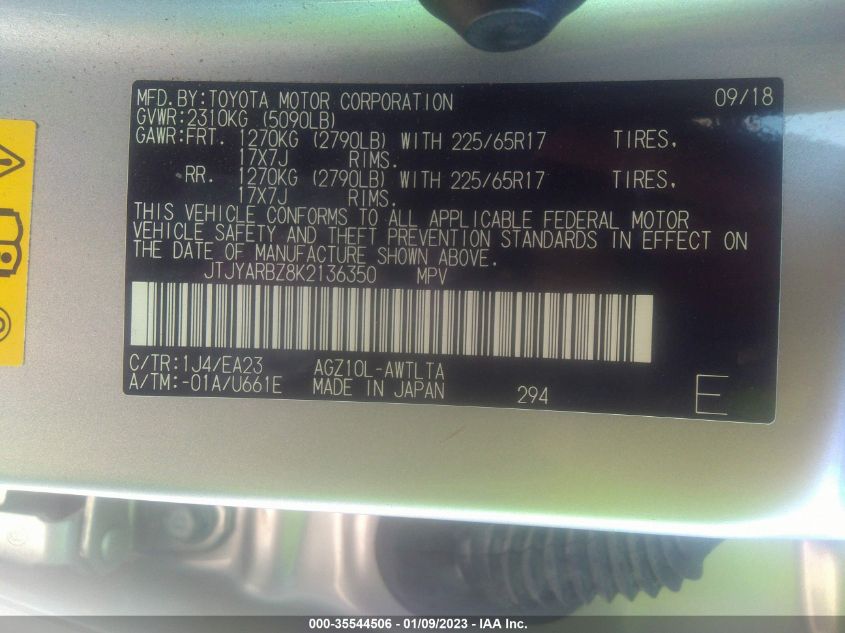 MFD.BY:TOYOTA MOTOR CORPORATION 09/18
GVWR:2310KG (5090LB)
GAWR:FRT. 1270KG (2790LB) WITH 225/65R17 TIRES,
17X7J RIMS.
RR. 1270KG (2790LB) WITH 225/65R17 TIRES,
17X7J RIMS.
THIS VEHICLE CONFORMS TO ALL APPLICABLE FEDERAL MOTOR
VEHICLE SAFETY AND THEFT PREVENTION STANDARDS IN EFFECT ON
THE DATE OF MANUFACTURE SHOWN ABOVE.
JTJYARBZ8K2136350 MPV
C/TR:1J4/EA23 AGZ10L-AWTLTA
A/TM:-01A/U661E MADE IN JAPAN 294 E
000-35544506 - 01/09/2023 - IAA Inc.